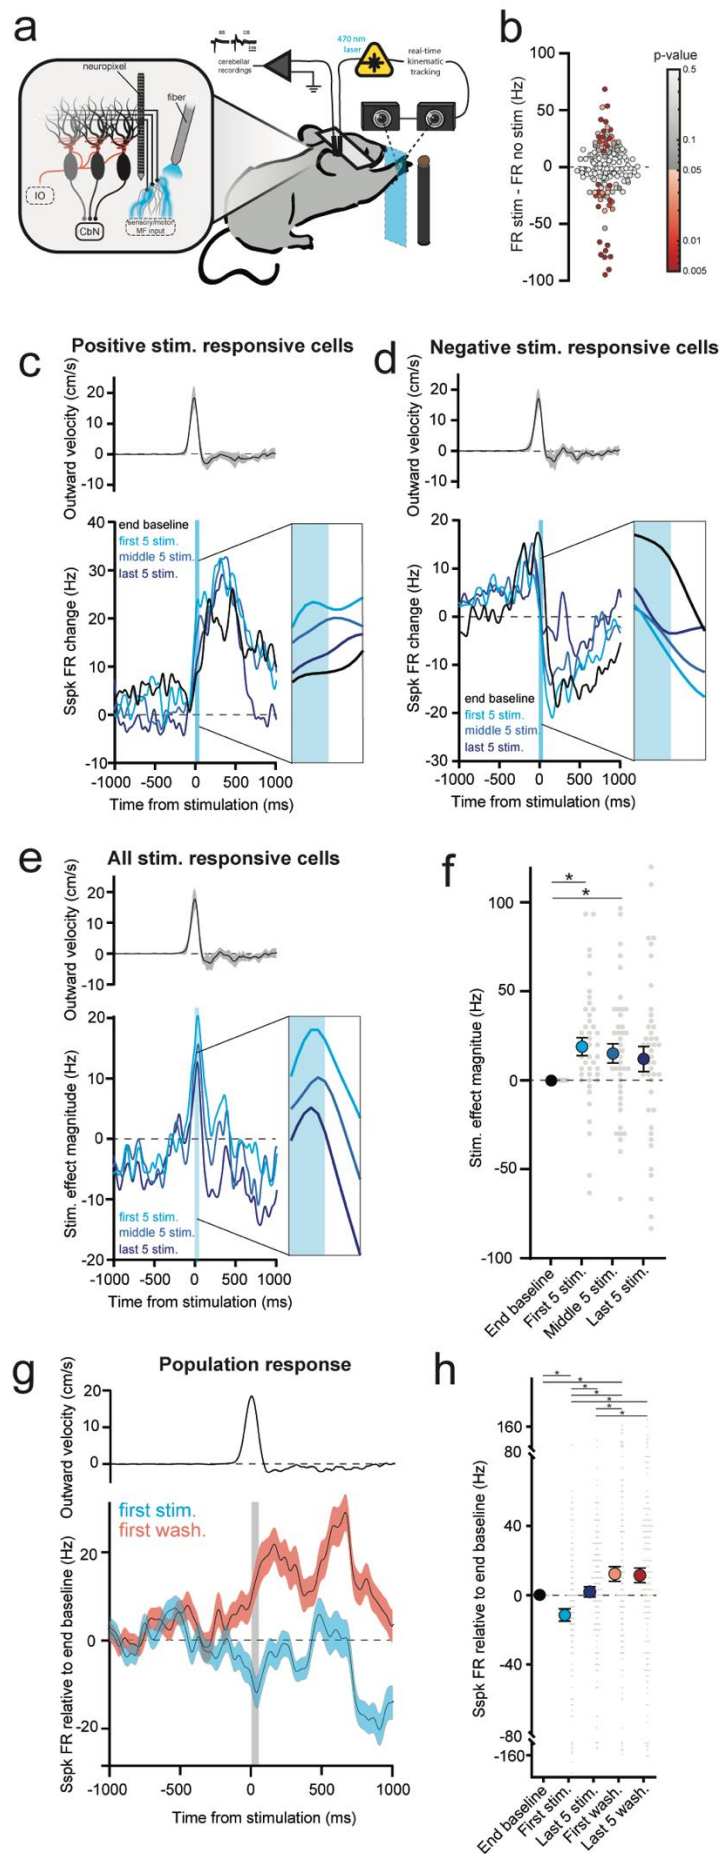 a
neuropixel
fiber
IO
CbN
sensory/motor
MF input
SS
CS
cerebellar
recordings
470 nm
laser
real-time
kinematic
tracking
b
p-value
FR stim - FR no stim (Hz)
100
50
0
-50
-100
0.5
0.1
0.05
0.01
0.005
c
Positive stim. responsive cells
Outward velocity (cm/s)
20
10
0
-10
Sspk FR change (Hz)
40
30
20
10
0
-10
end baseline
first 5 stim.
middle 5 stim.
last 5 stim.
-1000 -500 0 500 1000
Time from stimulation (ms)
d
Negative stim. responsive cells
Outward velocity (cm/s)
20
10
0
-10
Sspk FR change (Hz)
20
10
0
-10
-20
-30
end baseline
first 5 stim.
middle 5 stim.
last 5 stim.
-1000 -500 0 500 1000
Time from stimulation (ms)
e
All stim. responsive cells
Outward velocity (cm/s)
20
10
0
-10
Stim. effect magnitude (Hz)
20
10
0
-10
-20
first 5 stim.
middle 5 stim.
last 5 stim.
-1000 -500 0 500 1000
Time from stimulation (ms)
f
Stim. effect magnitue (Hz)
100
50
0
-50
-100
*
*
End baseline
First 5 stim.
Middle 5 stim.
Last 5 stim.
g
Population response
Outward velocity (cm/s)
20
10
0
Sspk FR relative to end baseline (Hz)
20
0
-20
first stim.
first wash.
-1000 -500 0 500 1000
Time from stimulation (ms)
h
Sspk FR relative to end baseline (Hz)
160
80
40
0
-40
-80
-160
*
*
*
*
*
*
*
End baseline
First stim.
Last 5 stim.
First wash.
Last 5 wash.